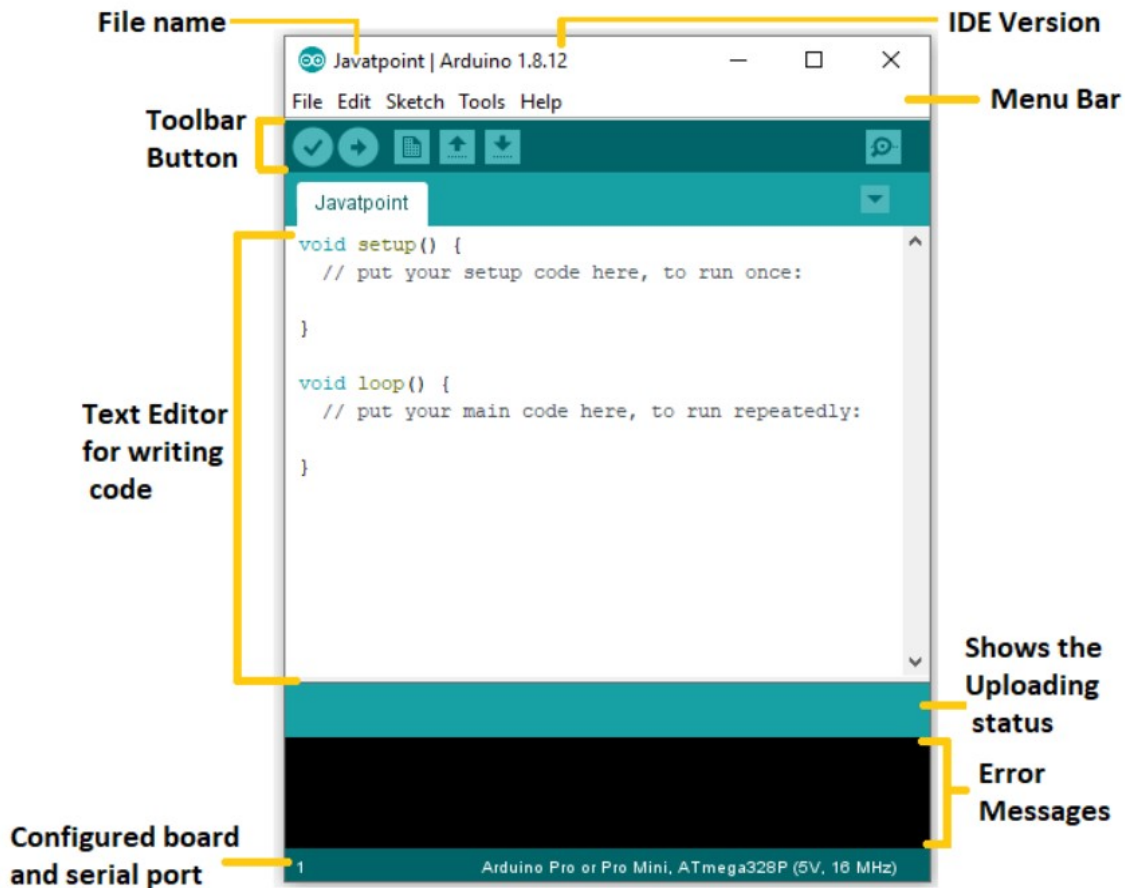 File name
IDE Version
Javatpoint | Arduino 1.8.12
File Edit Sketch Tools Help
Menu Bar
Toolbar
Button
Javatpoint
void setup() {
// put your setup code here, to run once:
}
void loop() {
// put your main code here, to run repeatedly:
}
Text Editor
for writing
code
Shows the
Uploading
status
Error
Messages
Configured board
and serial port
1
Arduino Pro or Pro Mini, ATmega328P (5V, 16 MHz)